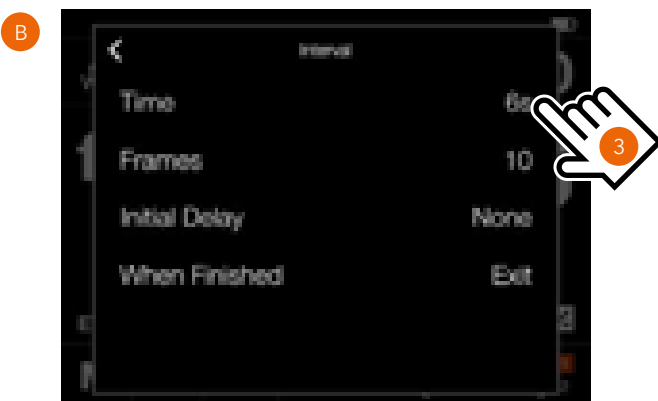 B
Interval
Time 6s
Frames 10
3
Initial Delay None
When Finished Exit